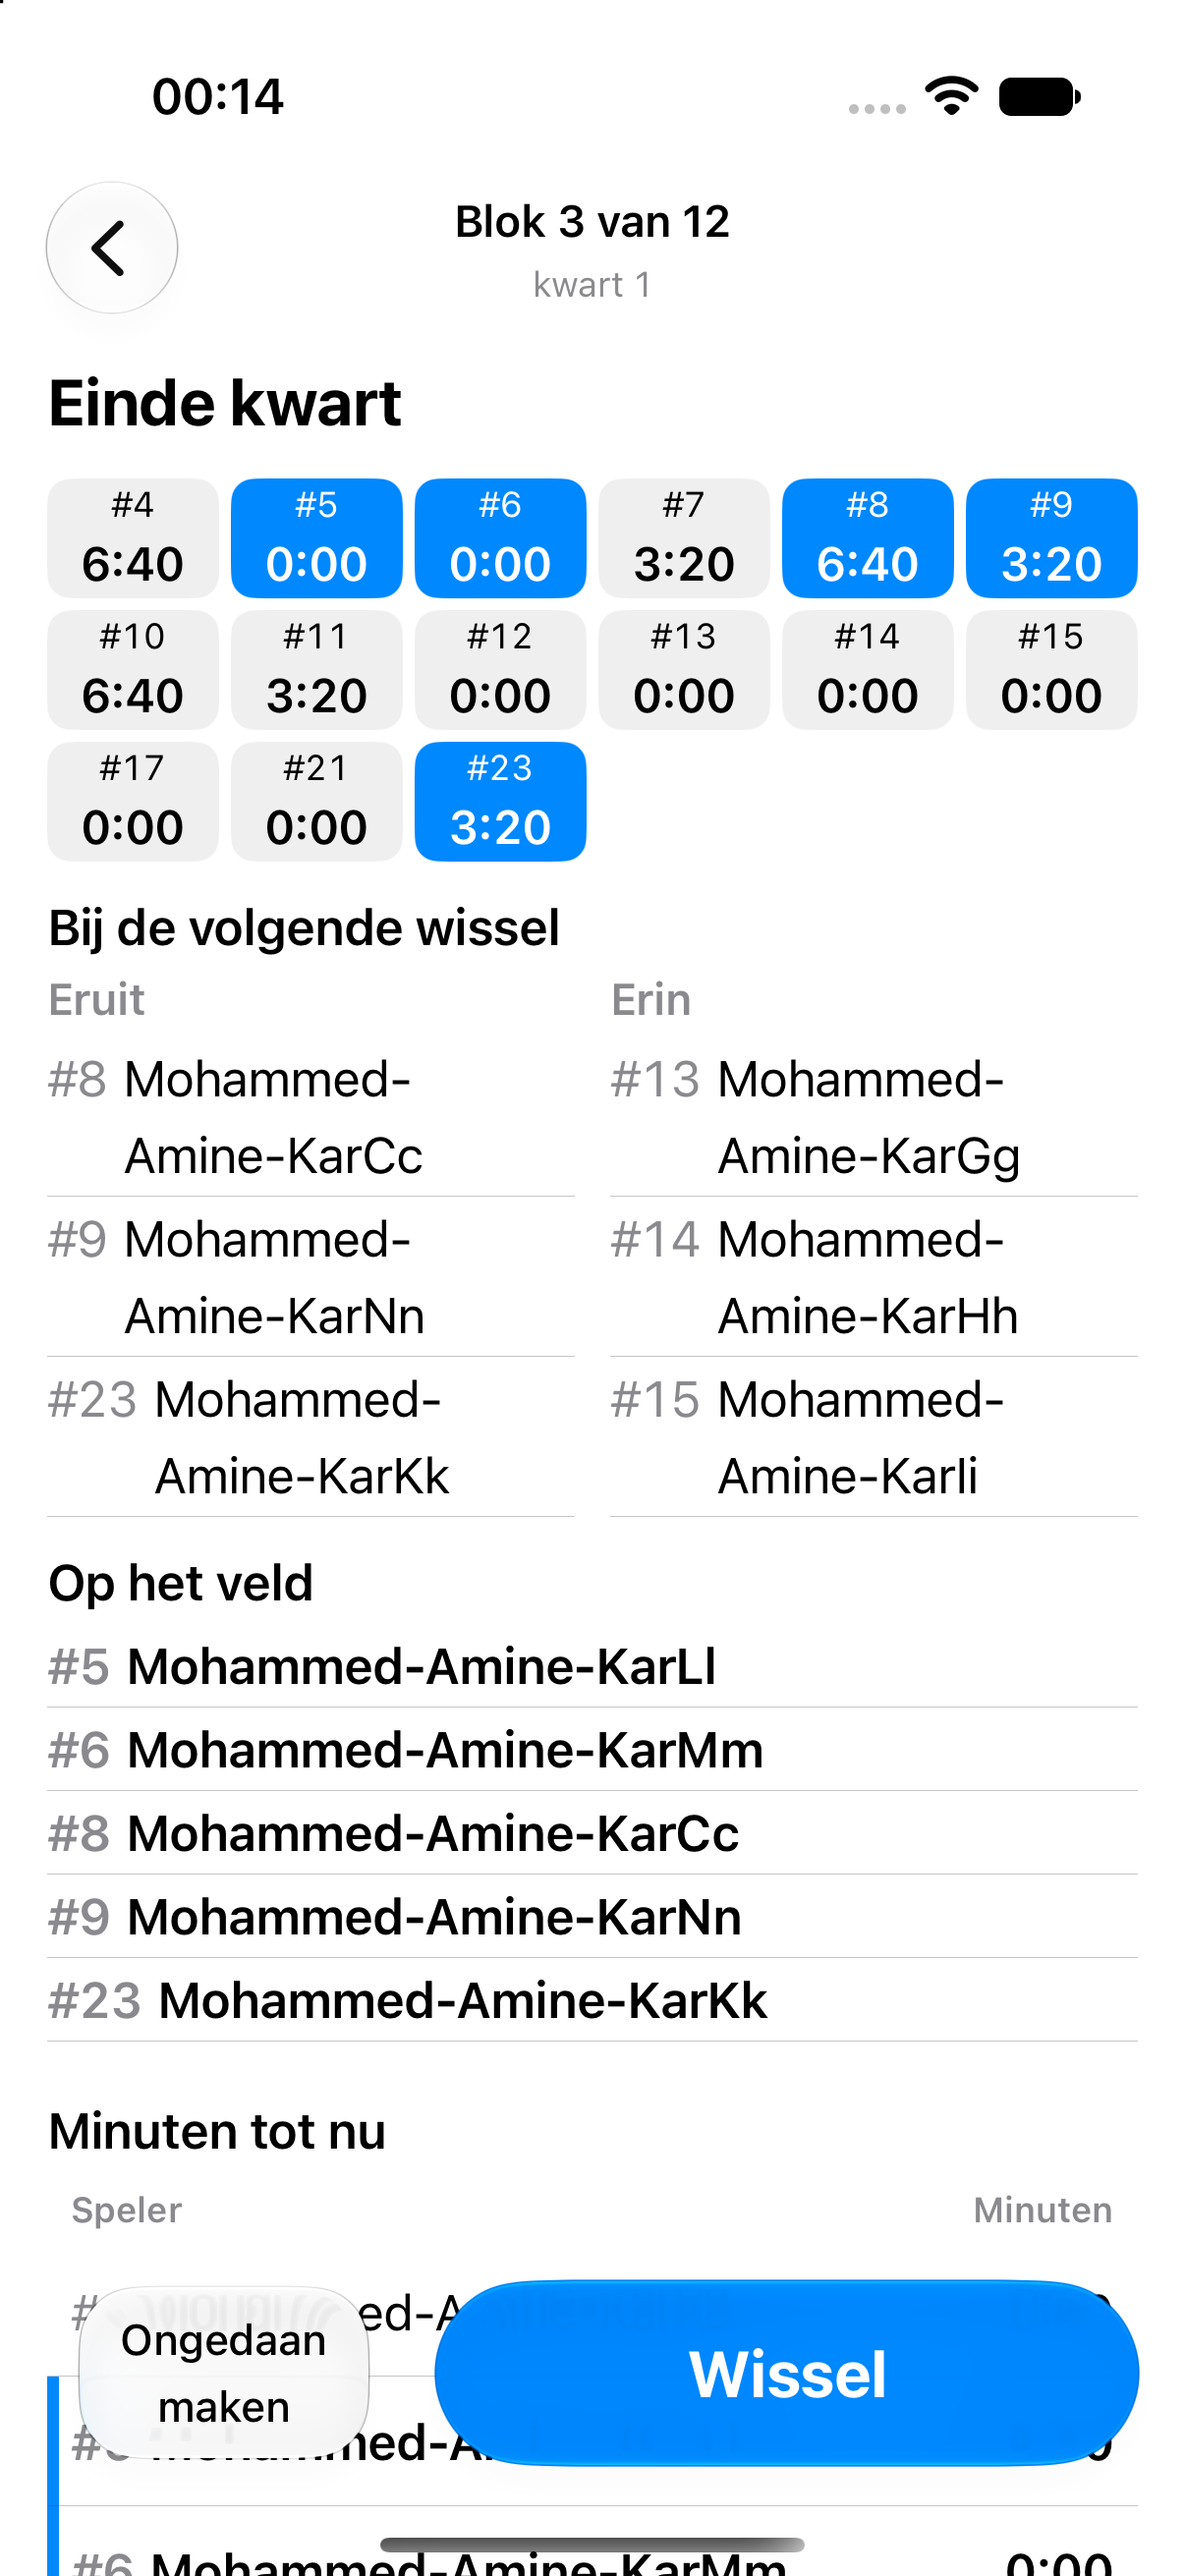 00:14
Blok 3 van 12
kwart 1
Einde kwart
#4 #5 #6 #7 #8 #9
6:40 0:00 0:00 3:20 6:40 3:20
#10 #11 #12 #13 #14 #15
6:40 3:20 0:00 0:00 0:00 0:00
#17 #21 #23
0:00 0:00 3:20
Bij de volgende wissel
Eruit
#8 Mohammed-
Amine-KarCc
#9 Mohammed-
Amine-KarNn
#23 Mohammed-
Amine-KarKk
Erin
#13 Mohammed-
Amine-KarGg
#14 Mohammed-
Amine-KarHh
#15 Mohammed-
Amine-KarIi
Op het veld
#5 Mohammed-Amine-KarLl
#6 Mohammed-Amine-KarMm
#8 Mohammed-Amine-KarCc
#9 Mohammed-Amine-KarNn
#23 Mohammed-Amine-KarKk
Minuten tot nu
Speler Minuten
Ongedaan
maken
Wissel
#6 Mohammed-Amine-KarMm 0:00